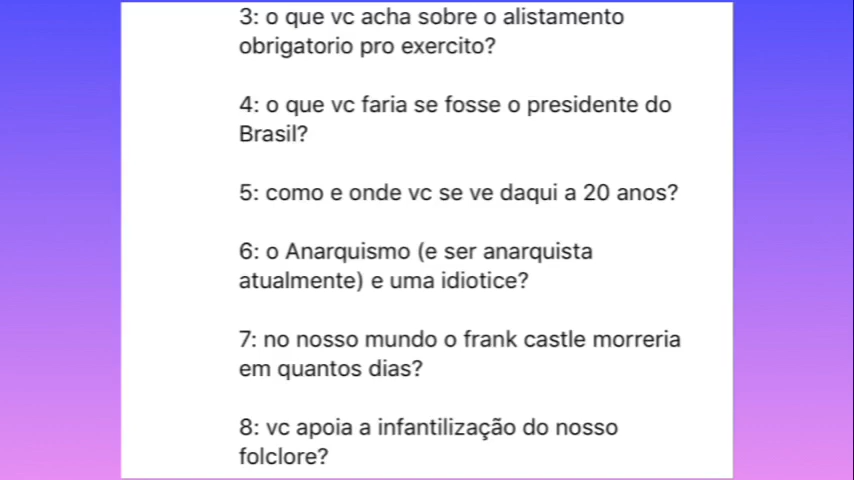 3: o que vc acha sobre o alistamento
obrigatorio pro exercito?
4: o que vc faria se fosse o presidente do
Brasil?
5: como e onde vc se ve daqui a 20 anos?
6: o Anarquismo (e ser anarquista
atualmente) e uma idiotice?
7: no nosso mundo o frank castle morreria
em quantos dias?
8: vc apoia a infantilização do nosso
folclore?